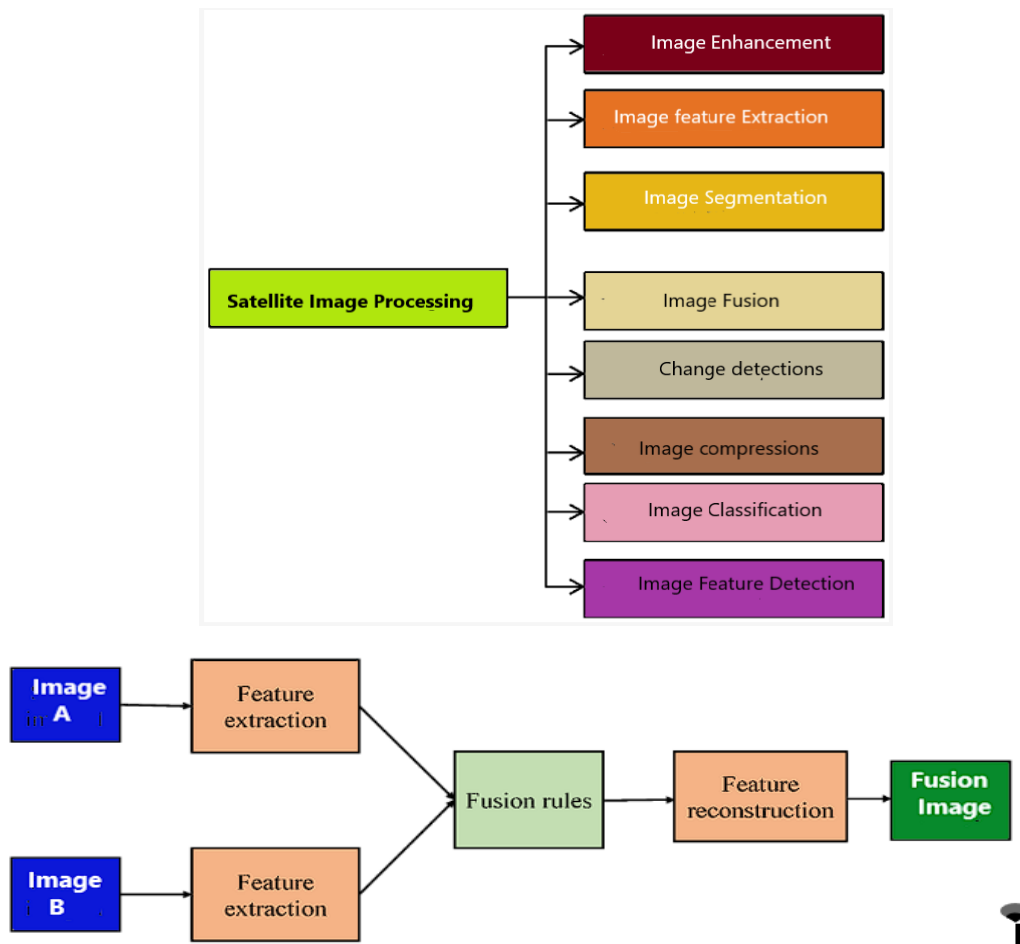 Image Enhancement
Image feature Extraction
Image Segmentation
Satellite Image Processing
Image Fusion
Change detections
Image compressions
Image Classification
Image Feature Detection
Image
A
Feature
extraction
Fusion rules
Feature
reconstruction
Fusion
Image
Image
B
Feature
extraction